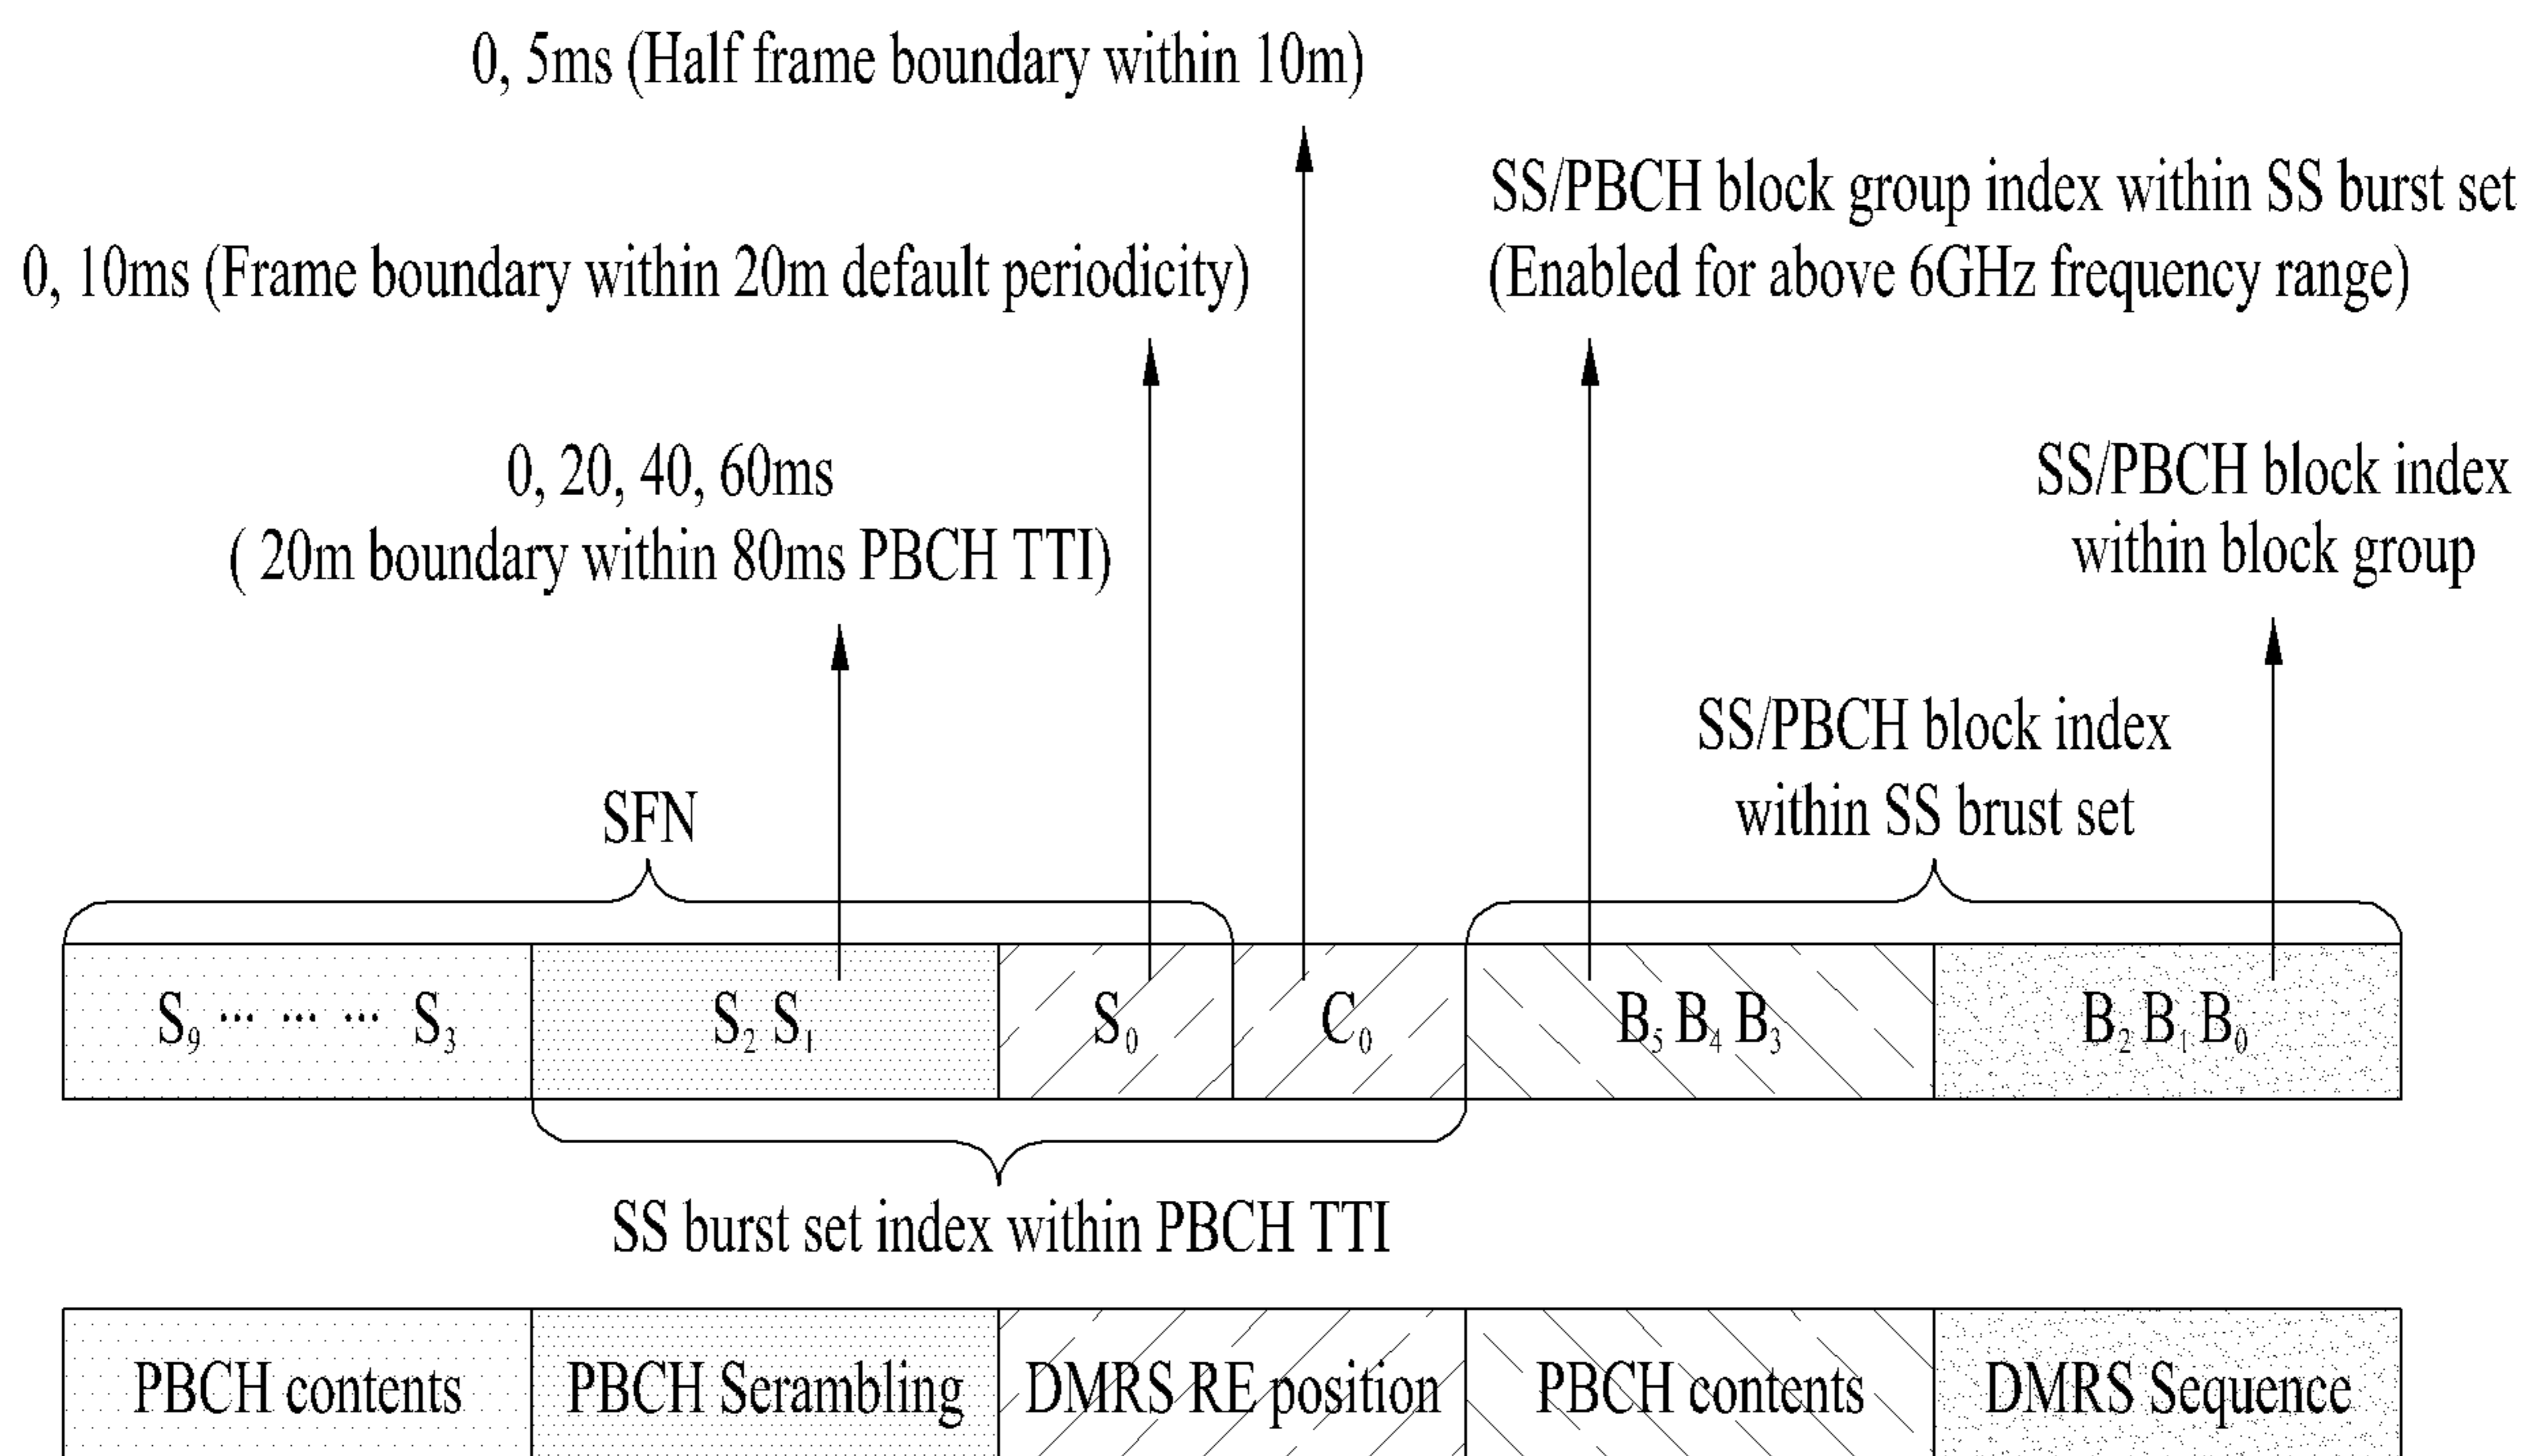 0, 5ms (Half frame boundary within 10m)
SS/PBCH block group index within SS burst set
(Enabled for above 6GHz frequency range)
0, 10ms (Frame boundary within 20m default periodicity)
0, 20, 40, 60ms
( 20m boundary within 80ms PBCH TTI)
SS/PBCH block index
within block group
SS/PBCH block index
within SS brust set
SFN
S₉ ··· ··· ··· S₃
S₂ S₁
S₀
C₀
B₅ B₄ B₃
B₂ B₁ B₀
SS burst set index within PBCH TTI
PBCH contents
PBCH Serambling
DMRS RE position
PBCH contents
DMRS Sequence